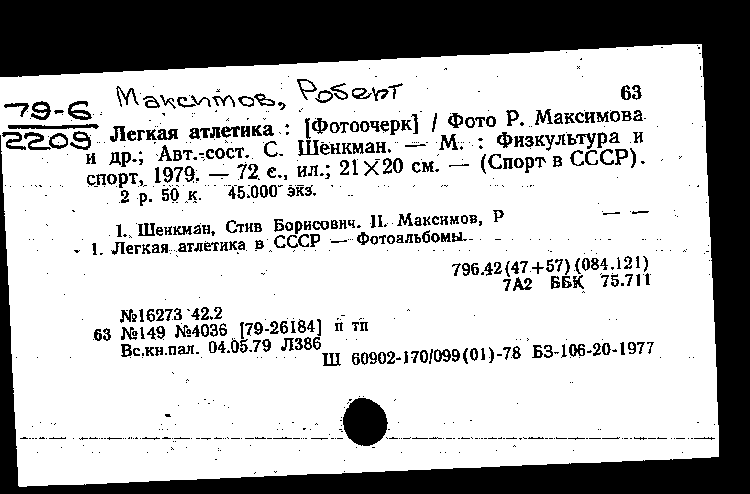 Максимов, Роберт
79-6
2209
63
Легкая атлетика : [Фотоочерк] / Фото Р. Максимова
и др.; Авт.-сост. С. Шенкман. — М. : Физкультура и
спорт, 1979. — 72 с., ил.; 21×20 см. — (Спорт в СССР).
2 р. 50 к. 45.000 экз.
I. Шенкман, Стив Борисович. II. Максимов, Р
1. Легкая атлетика в СССР — Фотоальбомы.
796.42(47+57)(084.121)
7А2 ББК 75.711
№16273 42.2
63 №149 №4036 [79-26184] п тп
Вс.кн.пал. 04.05.79 Л386
Ш 60902-170/099(01)-78 БЗ-106-20-1977